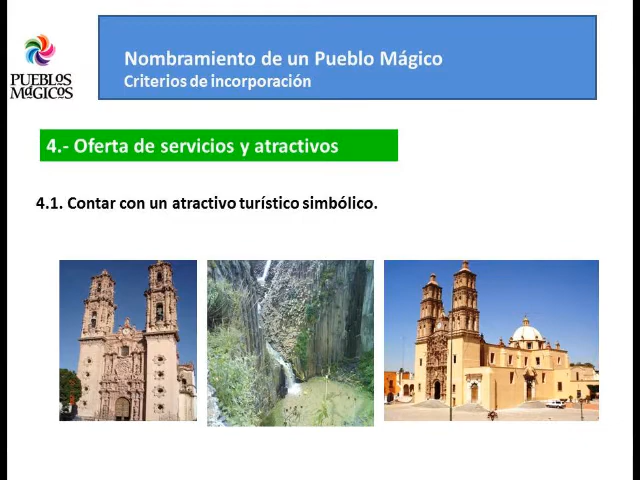 Nombramiento de un Pueblo Mágico
Criterios de incorporación
PUEBLOS
MáGICOS
4.- Oferta de servicios y atractivos
4.1. Contar con un atractivo turístico simbólico.